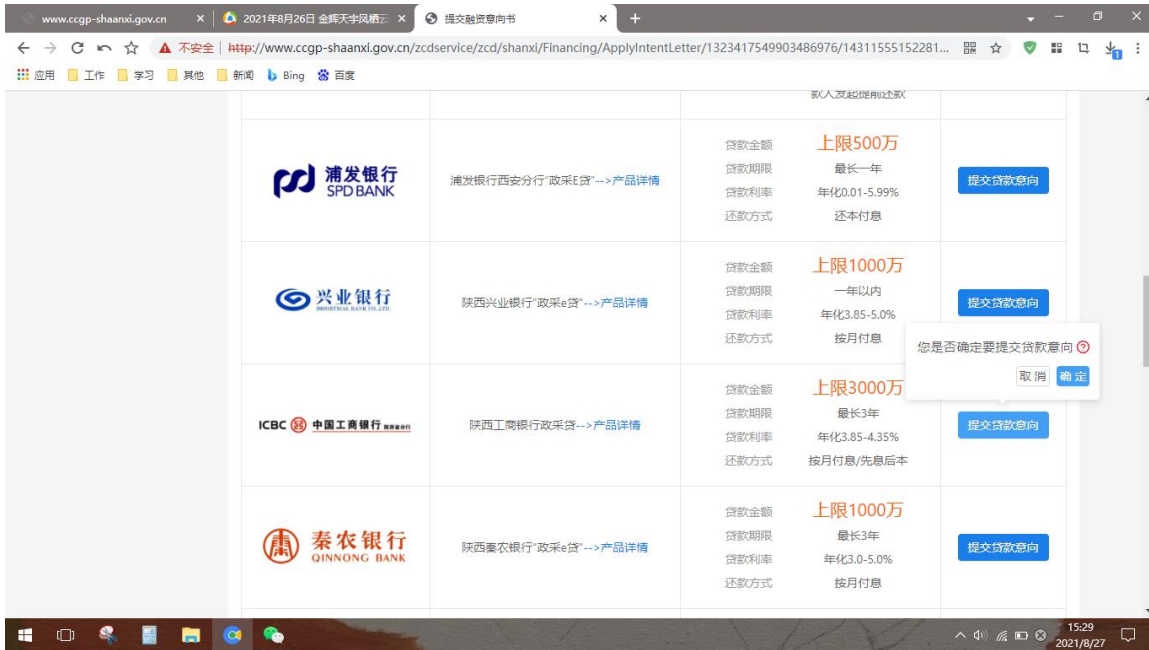 www.ccgp-shaanxi.gov.cn
2021年8月26日 金辉天宇凤栖云
提交融资意向书
不安全
http://www.ccgp-shaanxi.gov.cn/zcdservice/zcd/shanxi/Financing/ApplyIntentLetter/1323417549903486976/14311555152281...
应用
工作
学习
其他
新闻
Bing
百度
款人发起提前还款
浦发银行
SPD BANK
浦发银行西安分行"政采E贷"-->产品详情
贷款金额 上限500万
贷款期限 最长一年
贷款利率 年化0.01-5.99%
还款方式 还本付息
提交贷款意向
兴业银行
INDUSTRIAL BANK CO.,LTD.
陕西兴业银行"政采e贷"-->产品详情
贷款金额 上限1000万
贷款期限 一年以内
贷款利率 年化3.85-5.0%
还款方式 按月付息
提交贷款意向
您是否确定要提交贷款意向
取消 确定
ICBC 中国工商银行
陕西工商银行政采贷-->产品详情
贷款金额 上限3000万
贷款期限 最长3年
贷款利率 年化3.85-4.35%
还款方式 按月付息/先息后本
提交贷款意向
秦农银行
QINNONG BANK
陕西秦农银行"政采e贷"-->产品详情
贷款金额 上限1000万
贷款期限 最长3年
贷款利率 年化3.0-5.0%
还款方式 按月付息
提交贷款意向
15:29
2021/8/27